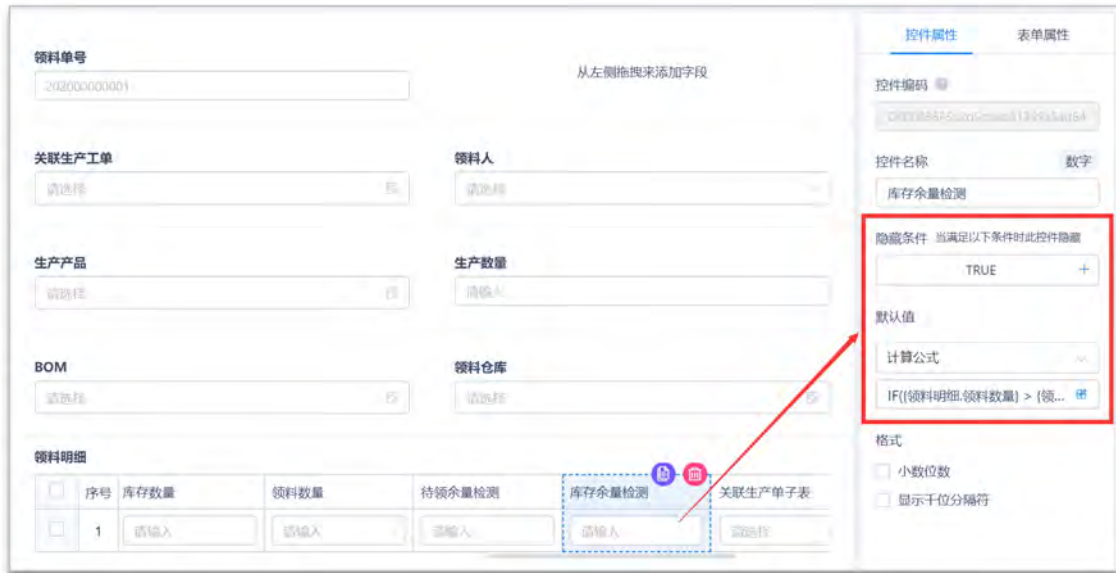 控件属性 表单属性
领料单号
从左侧拖拽来添加字段
202000000001
控件编码
关联生产工单 领料人
控件名称 数字
请选择 请选择
库存余量检测
隐藏条件 当满足以下条件时此控件隐藏
生产产品 生产数量
TRUE
请选择 请输入
默认值
计算公式
BOM 领料仓库
请选择 请选择
IF({领料明细.领料数量} > {领...
格式
领料明细
小数位数
序号 库存数量 领料数量 待领余量检测 库存余量检测 关联生产单子表
显示千位分隔符
1 请输入 请输入 请输入 请输入 请选择